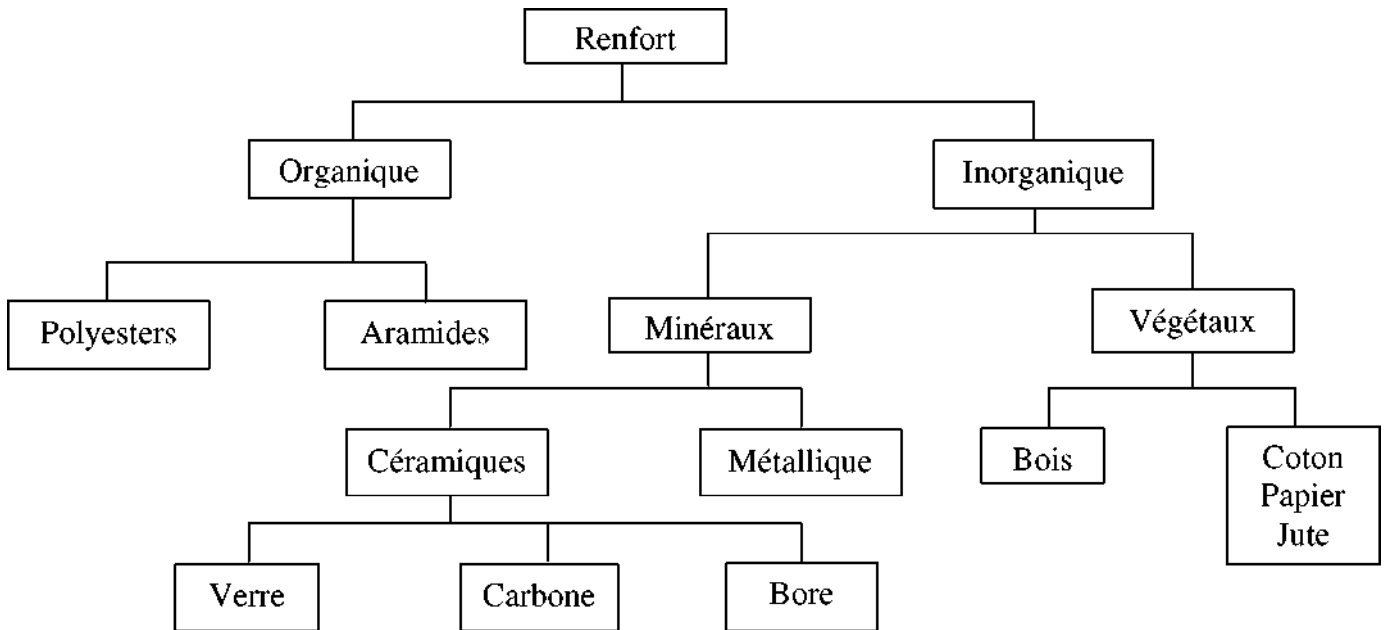 Renfort
Organique
Inorganique
Polyesters
Aramides
Minéraux
Végétaux
Céramiques
Métallique
Bois
Coton
Papier
Jute
Verre
Carbone
Bore